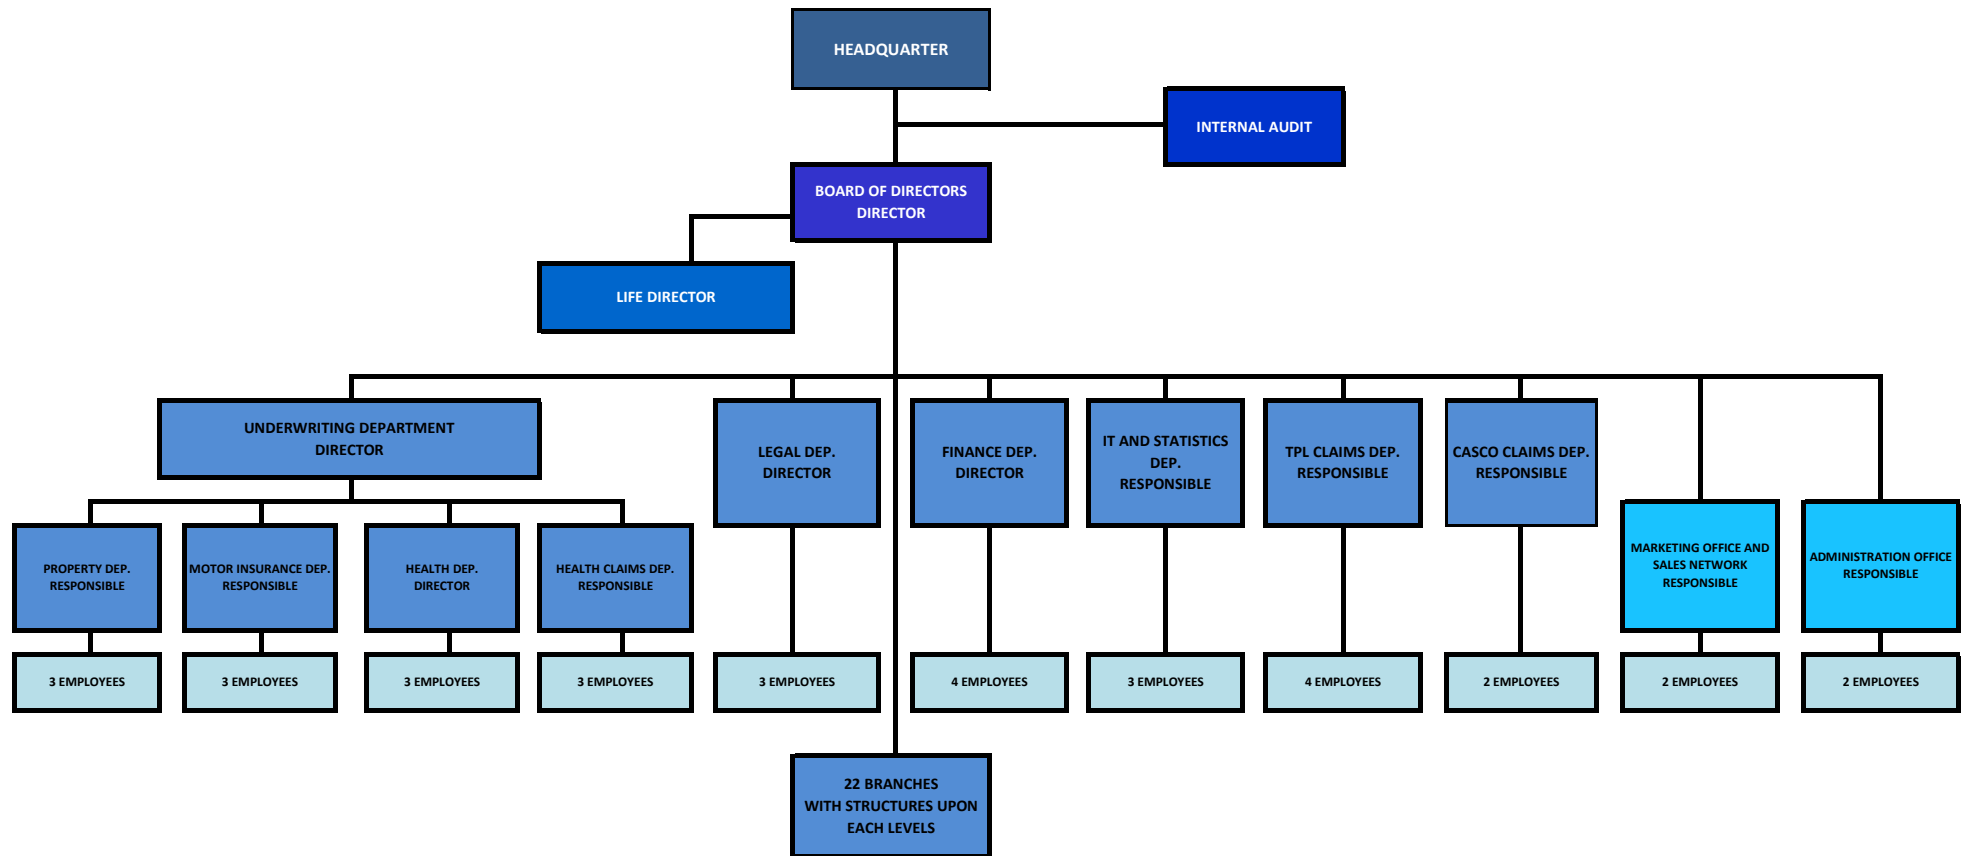 HEADQUARTER
INTERNAL AUDIT
BOARD OF DIRECTORS
DIRECTOR
LIFE DIRECTOR
UNDERWRITING DEPARTMENT
DIRECTOR
LEGAL DEP.
DIRECTOR
FINANCE DEP.
DIRECTOR
IT AND STATISTICS
DEP.
RESPONSIBLE
TPL CLAIMS DEP.
RESPONSIBLE
CASCO CLAIMS DEP.
RESPONSIBLE
PROPERTY DEP.
RESPONSIBLE
MOTOR INSURANCE DEP.
RESPONSIBLE
HEALTH DEP.
DIRECTOR
HEALTH CLAIMS DEP.
RESPONSIBLE
MARKETING OFFICE AND
SALES NETWORK
RESPONSIBLE
ADMINISTRATION OFFICE
RESPONSIBLE
3 EMPLOYEES
3 EMPLOYEES
3 EMPLOYEES
3 EMPLOYEES
3 EMPLOYEES
4 EMPLOYEES
3 EMPLOYEES
4 EMPLOYEES
2 EMPLOYEES
2 EMPLOYEES
2 EMPLOYEES
22 BRANCHES
WITH STRUCTURES UPON
EACH LEVELS